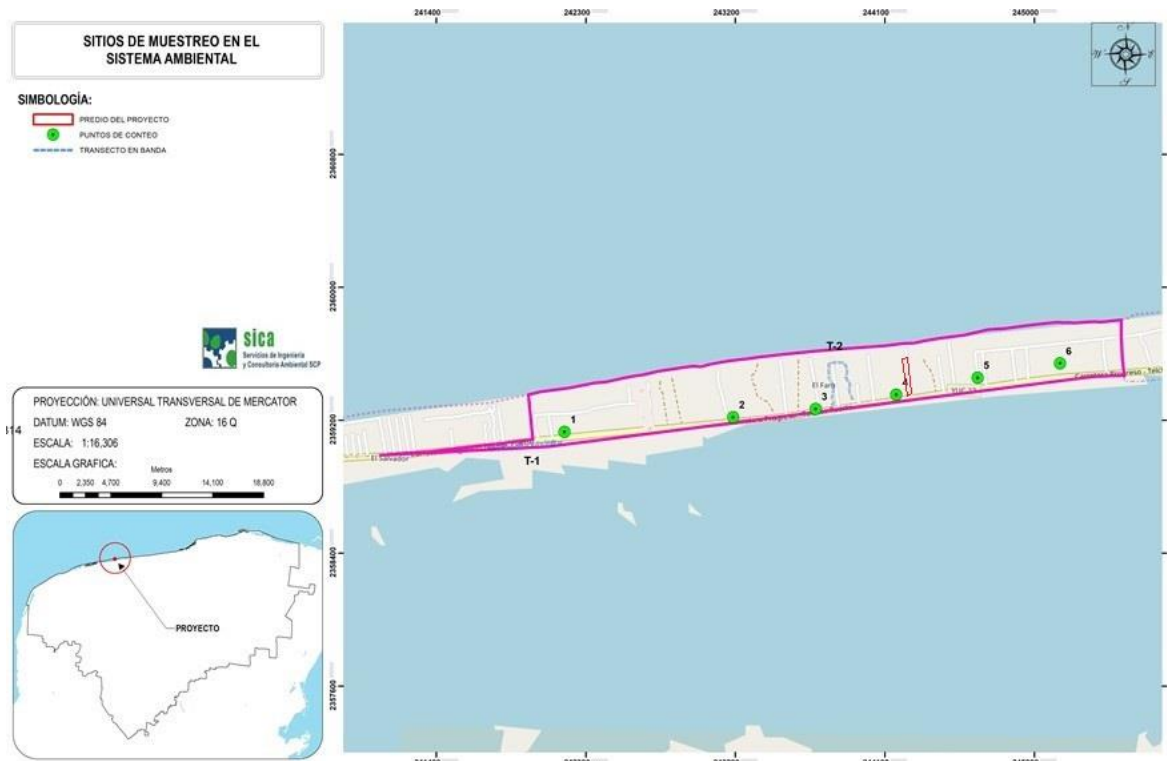 SITIOS DE MUESTREO EN EL
SISTEMA AMBIENTAL
SIMBOLOGÍA:
PREDIO DEL PROYECTO
PUNTOS DE CONTEO
TRANSECTO EN BANDA
sica
Servicios de Ingeniería
y Consultoría Ambiental SCP
PROYECCIÓN: UNIVERSAL TRANSVERSAL DE MERCATOR
DATUM: WGS 84 ZONA: 16 Q
ESCALA: 1:16,306
ESCALA GRAFICA:
Metros
0 2,350 4,700 9,400 14,100 18,800
PROYECTO
241400 242300 243200 244100 245000
N
W E
S
2360800
2360000
2359200
2358400
2357600
T-2
6
5
El Faro
4
3
2
1
El Salvador
T-1